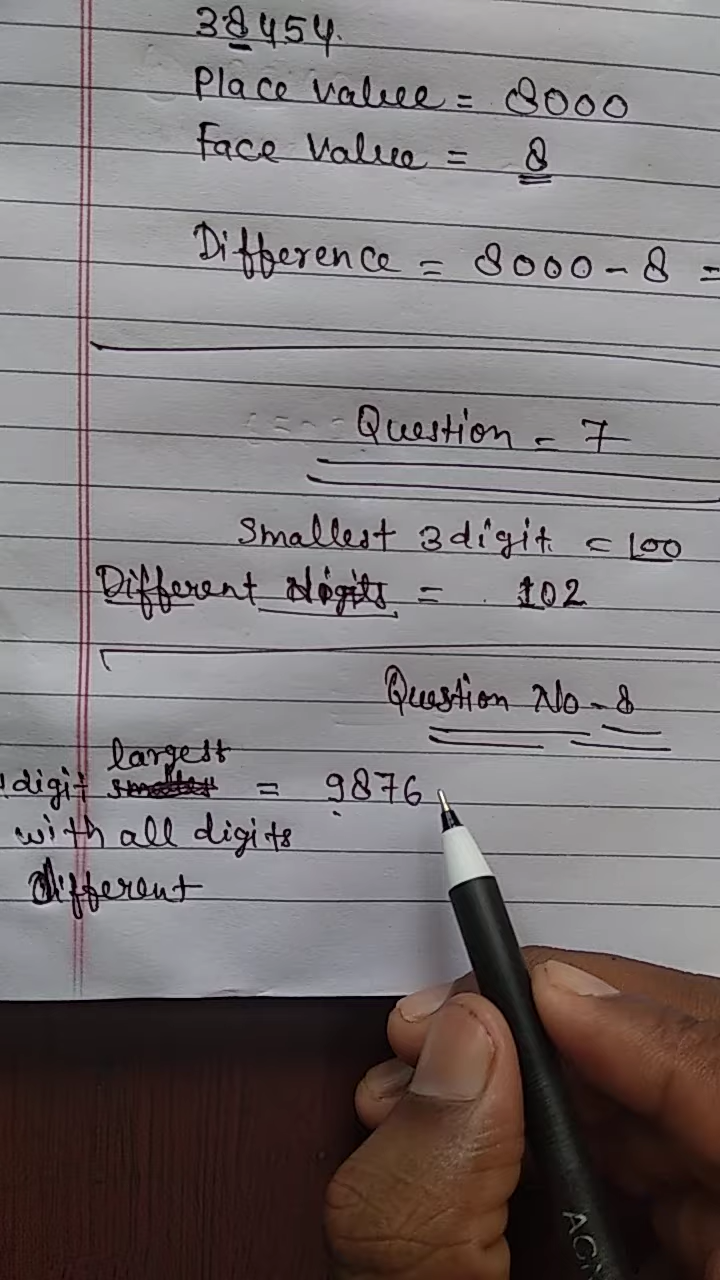 38454.
Place value = 8000
Face Value = 8
Difference = 8000 - 8 =
Question - 7
Smallest 3 digit = 100
Different digits = 102
Question No - 8
largest
digit smallest = 9876
with all digits
different